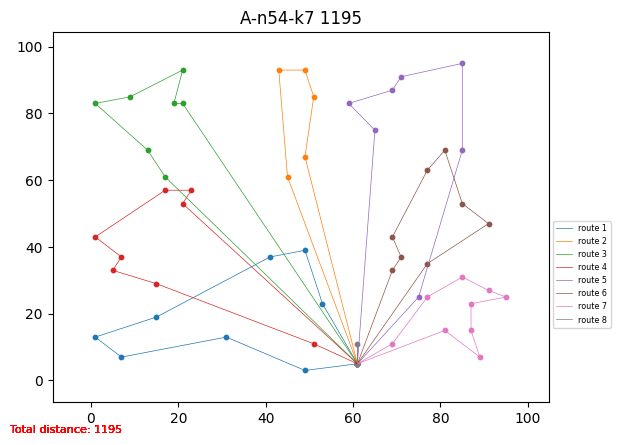 A-n54-k7 1195
100
80
60
40
20
0
0 20 40 60 80 100
route 1
route 2
route 3
route 4
route 5
route 6
route 7
route 8
Total distance: 1195